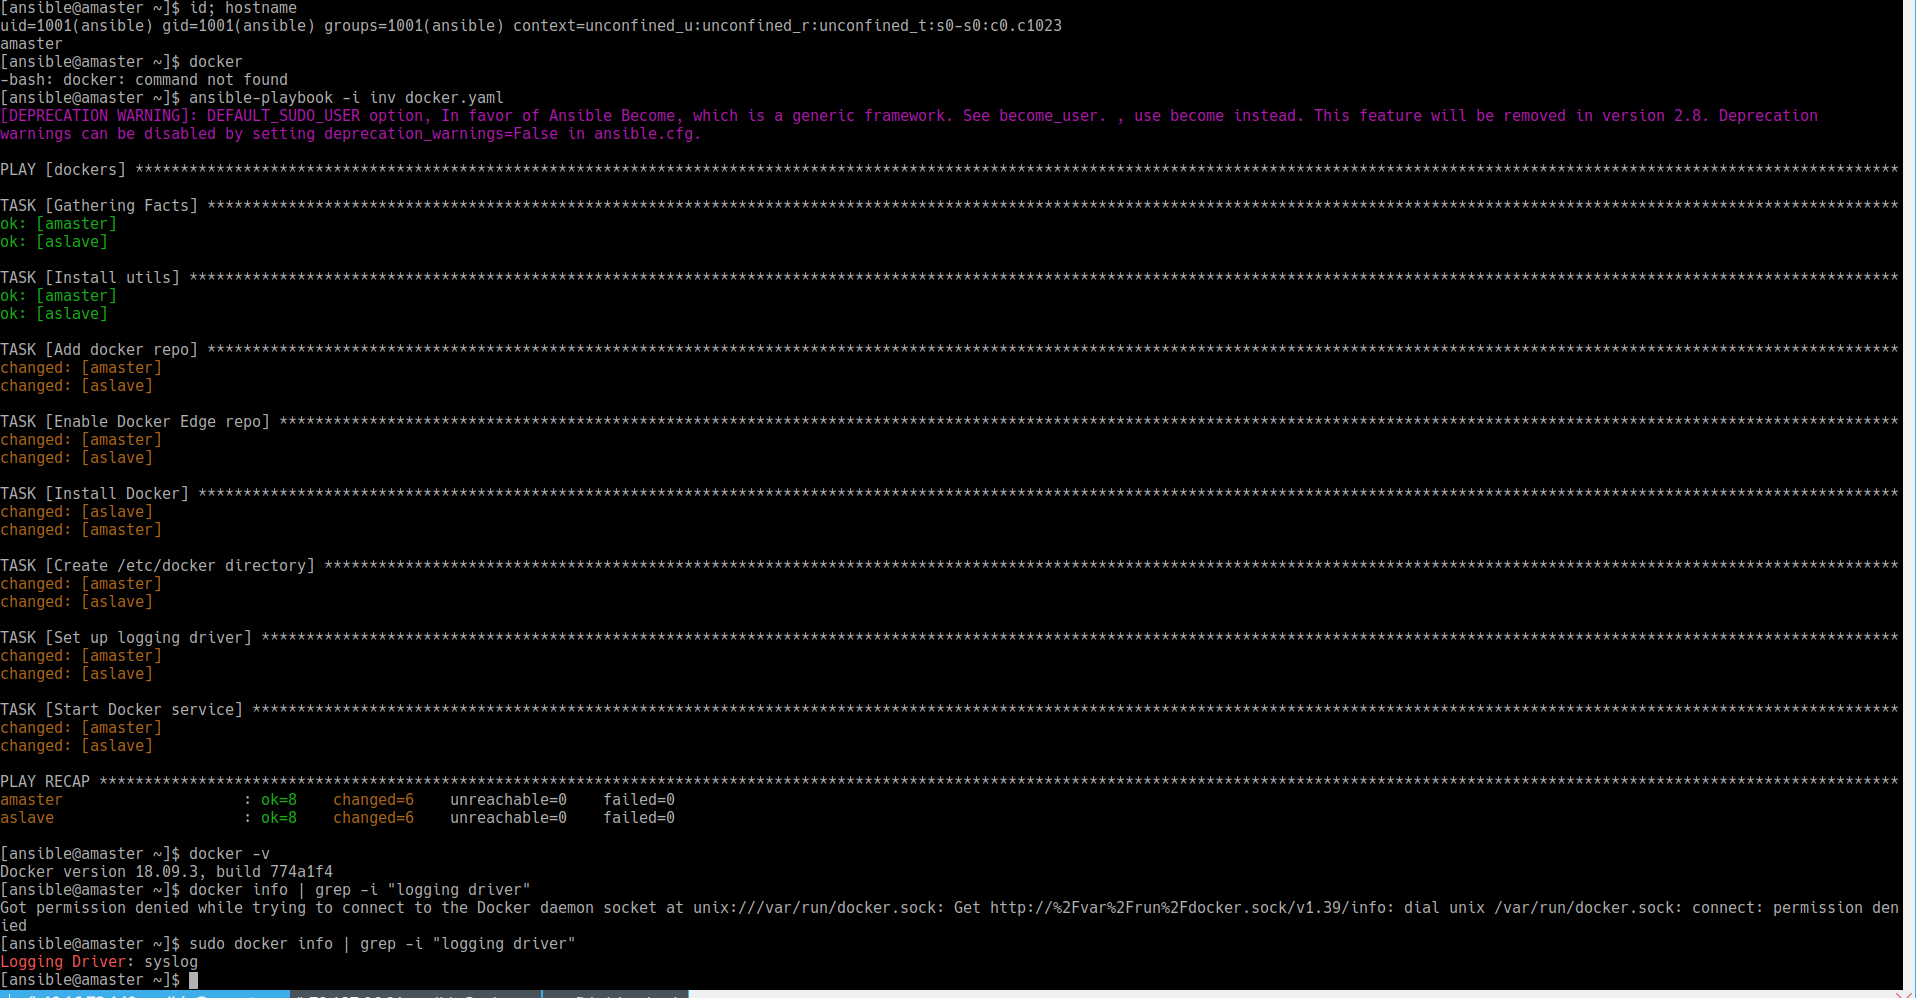 [ansible@amaster ~]$ id; hostname
uid=1001(ansible) gid=1001(ansible) groups=1001(ansible) context=unconfined_u:unconfined_r:unconfined_t:s0-s0:c0.c1023
amaster
[ansible@amaster ~]$ docker
-bash: docker: command not found
[ansible@amaster ~]$ ansible-playbook -i inv docker.yaml
[DEPRECATION WARNING]: DEFAULT_SUDO_USER option, In favor of Ansible Become, which is a generic framework. See become_user. , use become instead. This feature will be removed in version 2.8. Deprecation
warnings can be disabled by setting deprecation_warnings=False in ansible.cfg.
PLAY [dockers] ****************************************************************************************************************************************************************************************************
TASK [Gathering Facts] ********************************************************************************************************************************************************************************************
ok: [amaster]
ok: [aslave]
TASK [Install utils] **********************************************************************************************************************************************************************************************
ok: [amaster]
ok: [aslave]
TASK [Add docker repo] ********************************************************************************************************************************************************************************************
changed: [amaster]
changed: [aslave]
TASK [Enable Docker Edge repo] ************************************************************************************************************************************************************************************
changed: [amaster]
changed: [aslave]
TASK [Install Docker] *********************************************************************************************************************************************************************************************
changed: [aslave]
changed: [amaster]
TASK [Create /etc/docker directory] *******************************************************************************************************************************************************************************
changed: [amaster]
changed: [aslave]
TASK [Set up logging driver] **************************************************************************************************************************************************************************************
changed: [amaster]
changed: [aslave]
TASK [Start Docker service] ***************************************************************************************************************************************************************************************
changed: [amaster]
changed: [aslave]
PLAY RECAP ********************************************************************************************************************************************************************************************************
amaster                    : ok=8    changed=6    unreachable=0    failed=0
aslave                     : ok=8    changed=6    unreachable=0    failed=0
[ansible@amaster ~]$ docker -v
Docker version 18.09.3, build 774a1f4
[ansible@amaster ~]$ docker info | grep -i "logging driver"
Got permission denied while trying to connect to the Docker daemon socket at unix:///var/run/docker.sock: Get http://%2Fvar%2Frun%2Fdocker.sock/v1.39/info: dial unix /var/run/docker.sock: connect: permission den
ied
[ansible@amaster ~]$ sudo docker info | grep -i "logging driver"
Logging Driver: syslog
[ansible@amaster ~]$